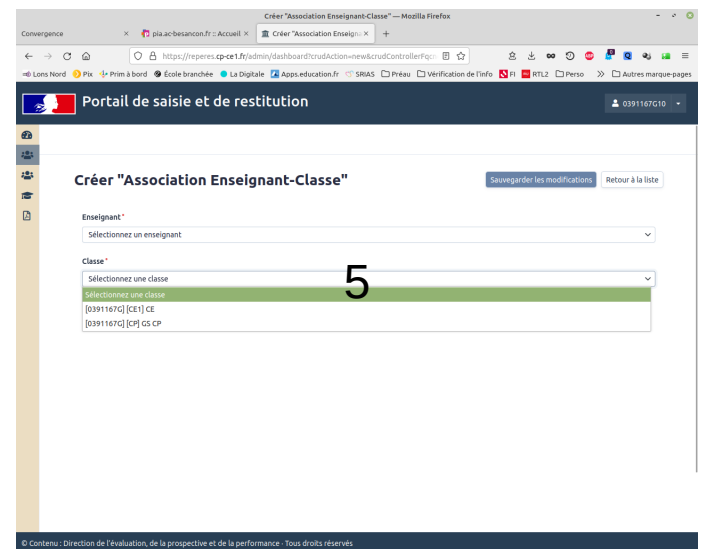 Créer "Association Enseignant-Classe" — Mozilla Firefox
Convergence
pia.ac-besancon.fr :: Accueil
Créer "Association Enseigna
https://reperes.cp-ce1.fr/admin/dashboard?crudAction=new&crudControllerFqcn
Lons Nord Pix Prim à bord École branchée La Digitale Apps.education.fr SRIAS Préau Vérification de l'info FI RTL2 Perso Autres marque-pages
Portail de saisie et de restitution
0391167G10
Créer "Association Enseignant-Classe"
Sauvegarder les modifications
Retour à la liste
Enseignant*
Sélectionnez un enseignant
Classe*
Sélectionnez une classe
5
Sélectionnez une classe
[0391167G] [CE1] CE
[0391167G] [CP] GS CP
© Contenu : Direction de l'évaluation, de la prospective et de la performance - Tous droits réservés